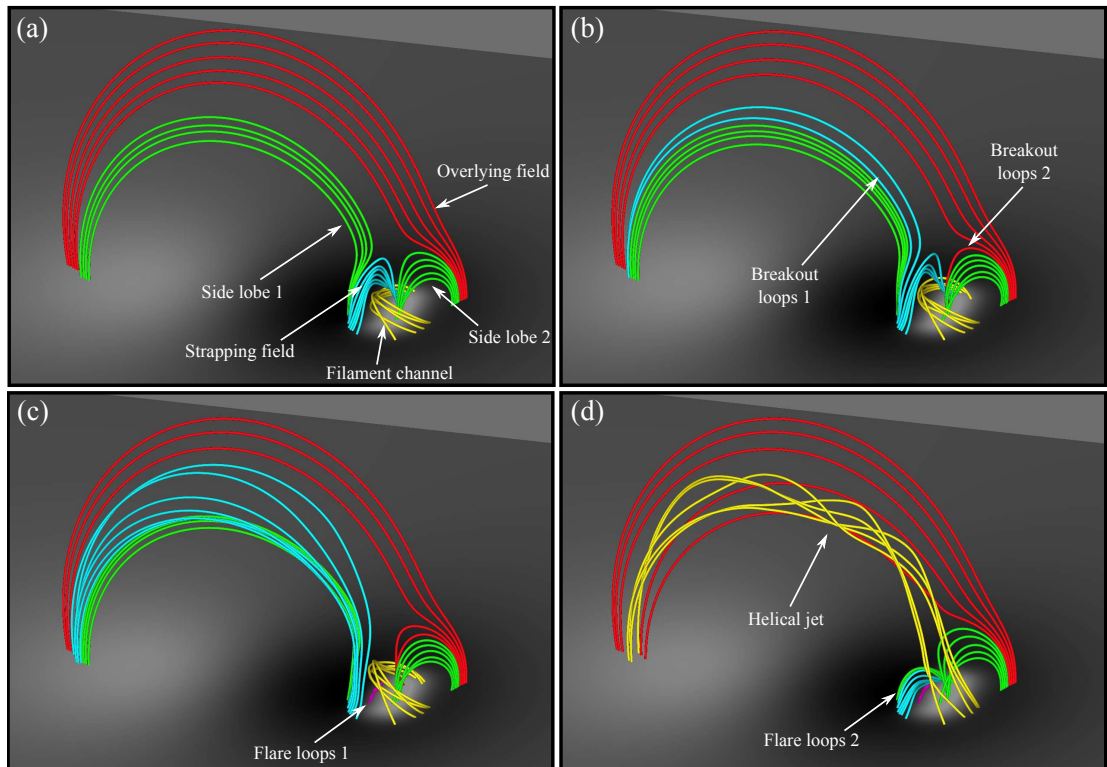 (a)
Overlying field
Side lobe 1
Strapping field
Side lobe 2
Filament channel
(b)
Breakout
loops 2
Breakout
loops 1
(c)
Flare loops 1
(d)
Helical jet
Flare loops 2